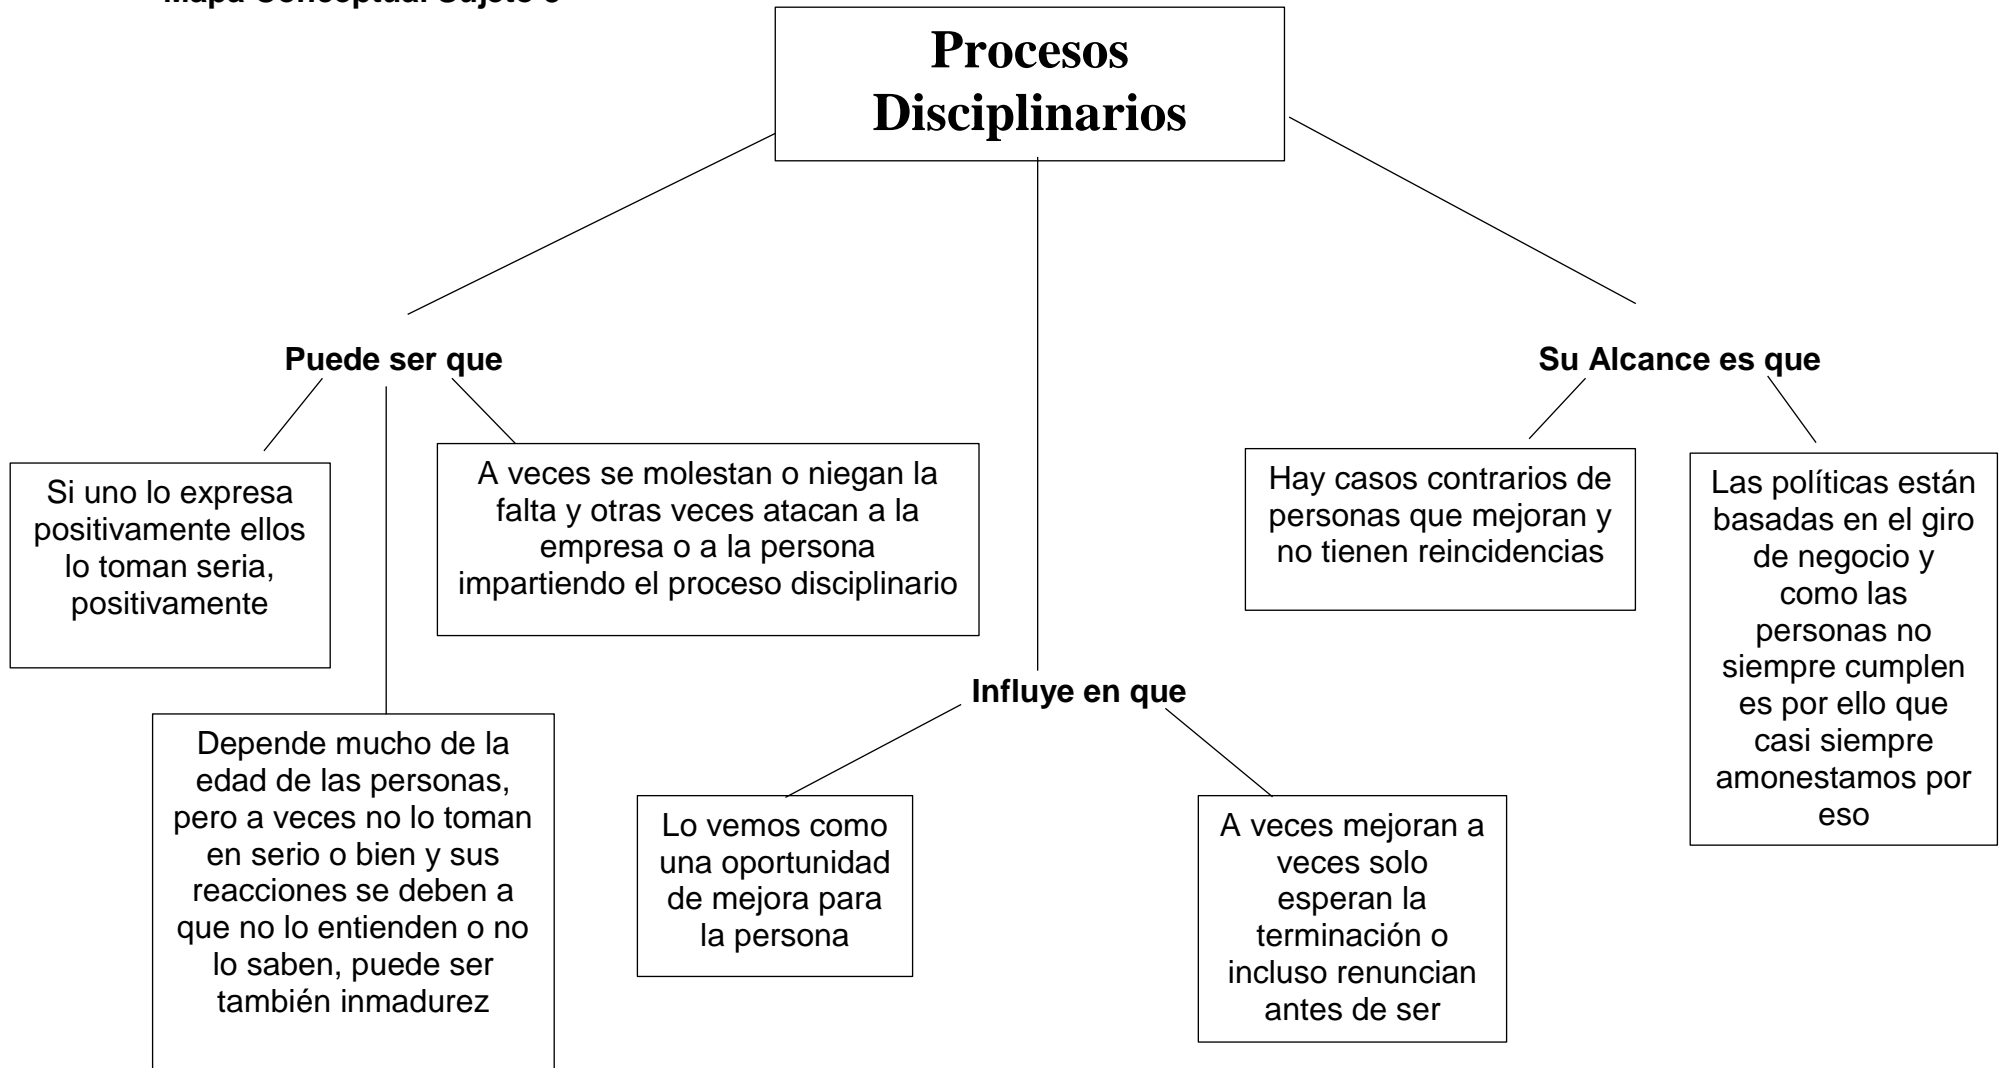 Procesos
Disciplinarios
Puede ser que
Su Alcance es que
Si uno lo expresa
positivamente ellos
lo toman seria,
positivamente
A veces se molestan o niegan la
falta y otras veces atacan a la
empresa o a la persona
impartiendo el proceso disciplinario
Hay casos contrarios de
personas que mejoran y
no tienen reincidencias
Las políticas están
basadas en el giro
de negocio y
como las
personas no
siempre cumplen
es por ello que
casi siempre
amonestamos por
eso
Influye en que
Depende mucho de la
edad de las personas,
pero a veces no lo toman
en serio o bien y sus
reacciones se deben a
que no lo entienden o no
lo saben, puede ser
también inmadurez
Lo vemos como
una oportunidad
de mejora para
la persona
A veces mejoran a
veces solo
esperan la
terminación o
incluso renuncian
antes de ser